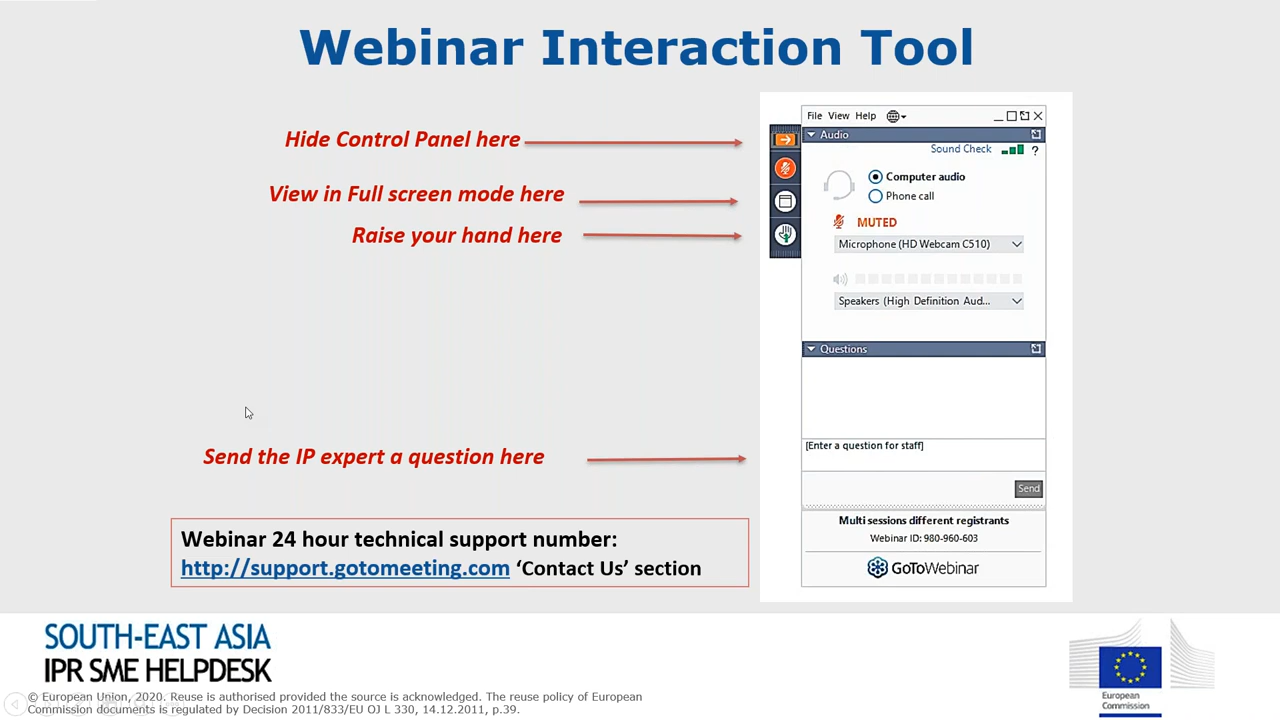 Webinar Interaction Tool
Hide Control Panel here
View in Full screen mode here
Raise your hand here
Send the IP expert a question here
File View Help
Audio
Sound Check ?
Computer audio
Phone call
MUTED
Microphone (HD Webcam C510)
Speakers (High Definition Aud...
Questions
[Enter a question for staff]
Send
Multi sessions different registrants
Webinar ID: 980-960-603
GoToWebinar
Webinar 24 hour technical support number:
http://support.gotomeeting.com ‘Contact Us’ section
SOUTH-EAST ASIA
IPR SME HELPDESK
© European Union, 2020. Reuse is authorised provided the source is acknowledged. The reuse policy of European
Commission documents is regulated by Decision 2011/833/EU OJ L 330, 14.12.2011, p.39.
European
Commission